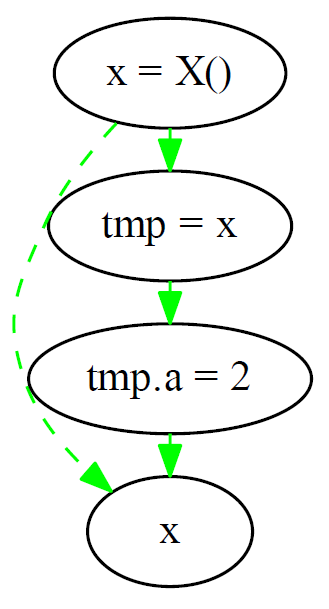 x = X()
tmp = x
tmp.a = 2
x